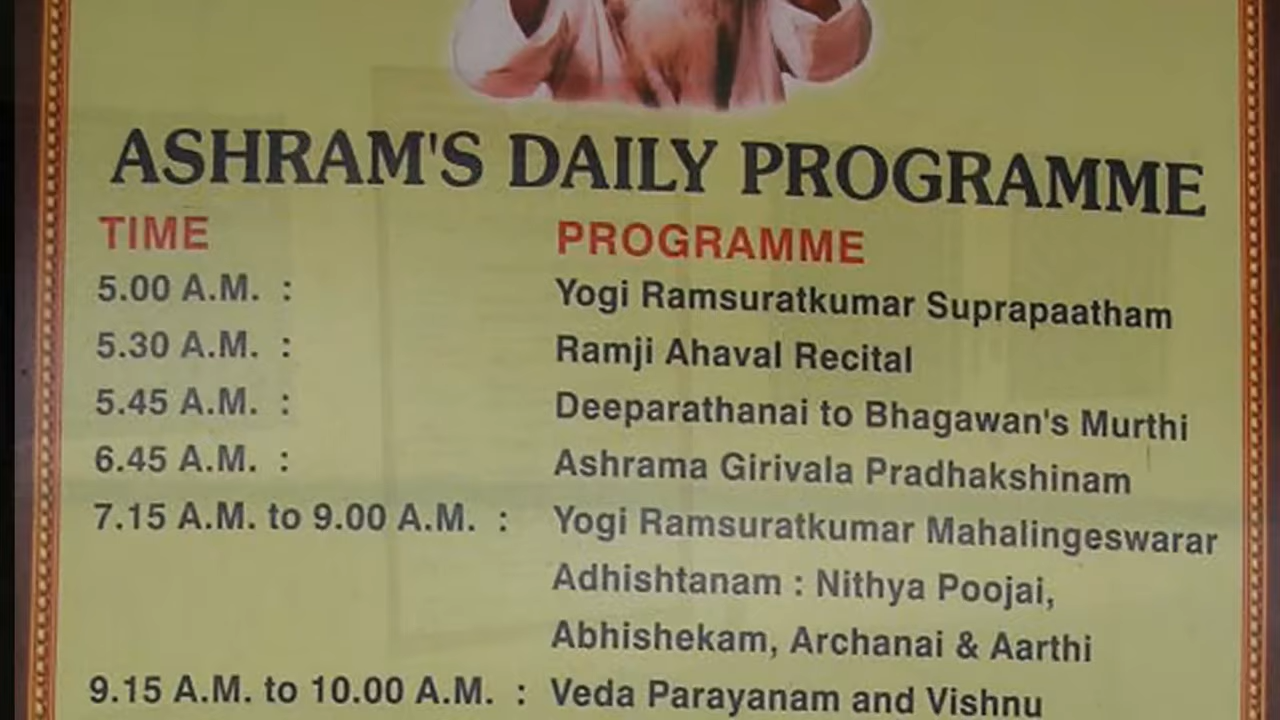 ASHRAM'S DAILY PROGRAMME
TIME PROGRAMME
5.00 A.M. : Yogi Ramsuratkumar Suprapaatham
5.30 A.M. : Ramji Ahaval Recital
5.45 A.M. : Deeparathanai to Bhagawan's Murthi
6.45 A.M. : Ashrama Girivala Pradhakshinam
7.15 A.M. to 9.00 A.M. : Yogi Ramsuratkumar Mahalingeswarar
Adhishtanam : Nithya Poojai,
Abhishekam, Archanai & Aarthi
9.15 A.M. to 10.00 A.M. : Veda Parayanam and Vishnu